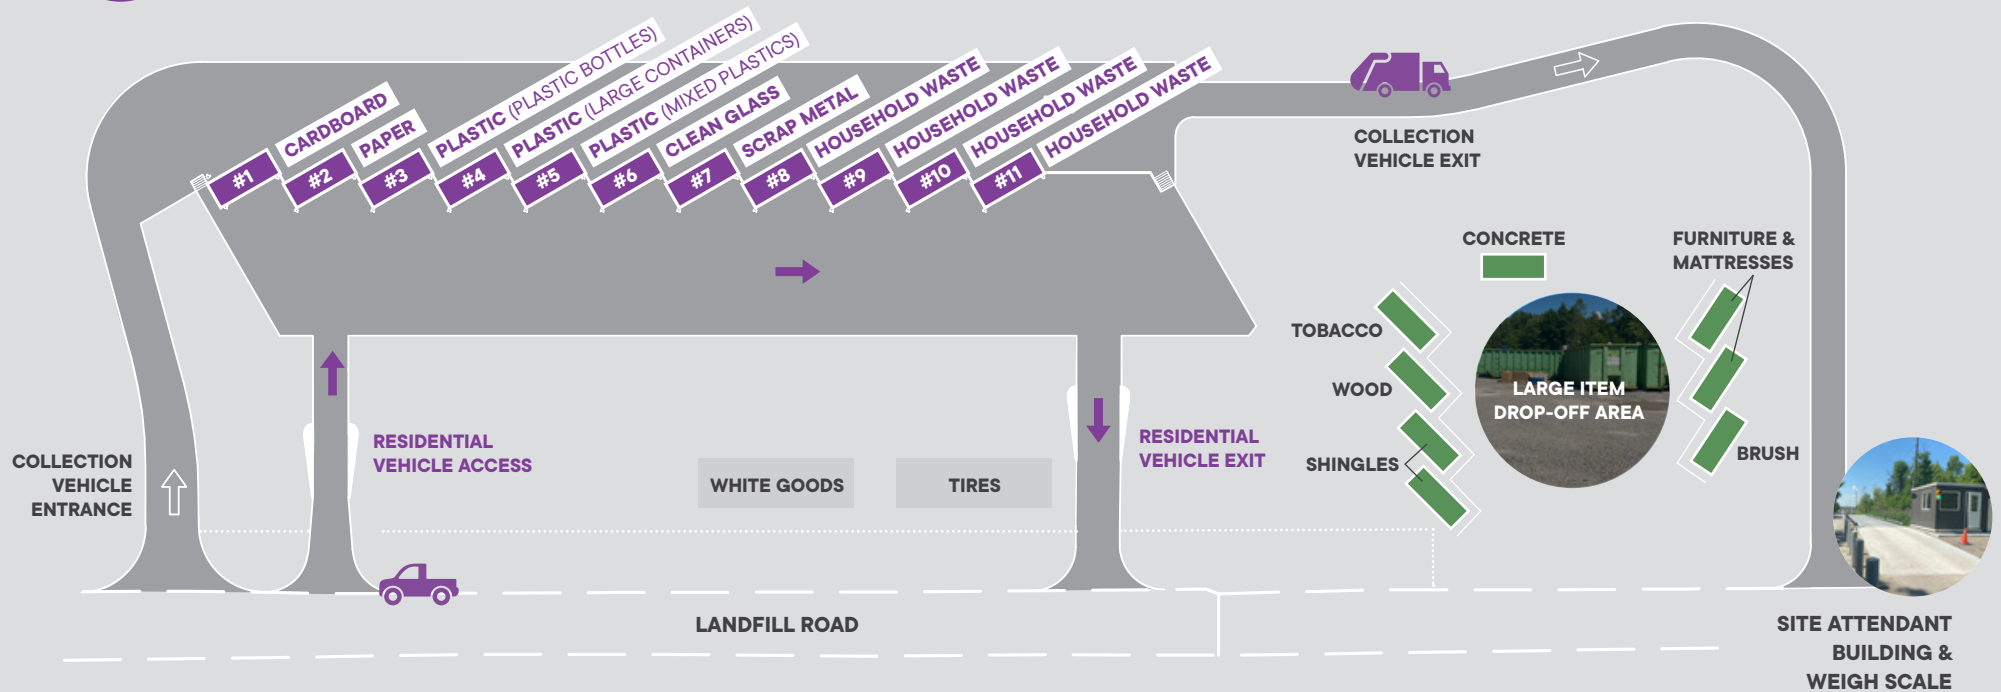 #1 CARDBOARD
#2 PAPER
#3 PLASTIC (PLASTIC BOTTLES)
#4 PLASTIC (LARGE CONTAINERS)
#5 PLASTIC (MIXED PLASTICS)
#6 CLEAN GLASS
#7 SCRAP METAL
#8 HOUSEHOLD WASTE
#9 HOUSEHOLD WASTE
#10 HOUSEHOLD WASTE
#11 HOUSEHOLD WASTE
COLLECTION
VEHICLE EXIT
CONCRETE
FURNITURE &
MATTRESSES
TOBACCO
WOOD
SHINGLES
LARGE ITEM
DROP-OFF AREA
BRUSH
COLLECTION
VEHICLE
ENTRANCE
RESIDENTIAL
VEHICLE ACCESS
WHITE GOODS
TIRES
RESIDENTIAL
VEHICLE EXIT
LANDFILL ROAD
SITE ATTENDANT
BUILDING &
WEIGH SCALE